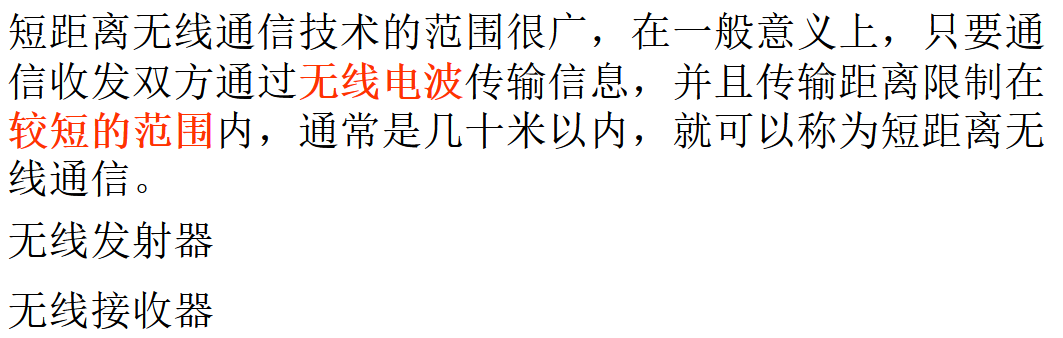 短距离无线通信技术的范围很广，在一般意义上，只要通
信收发双方通过无线电波传输信息，并且传输距离限制在
较短的范围内，通常是几十米以内，就可以称为短距离无
线通信。
无线发射器
无线接收器